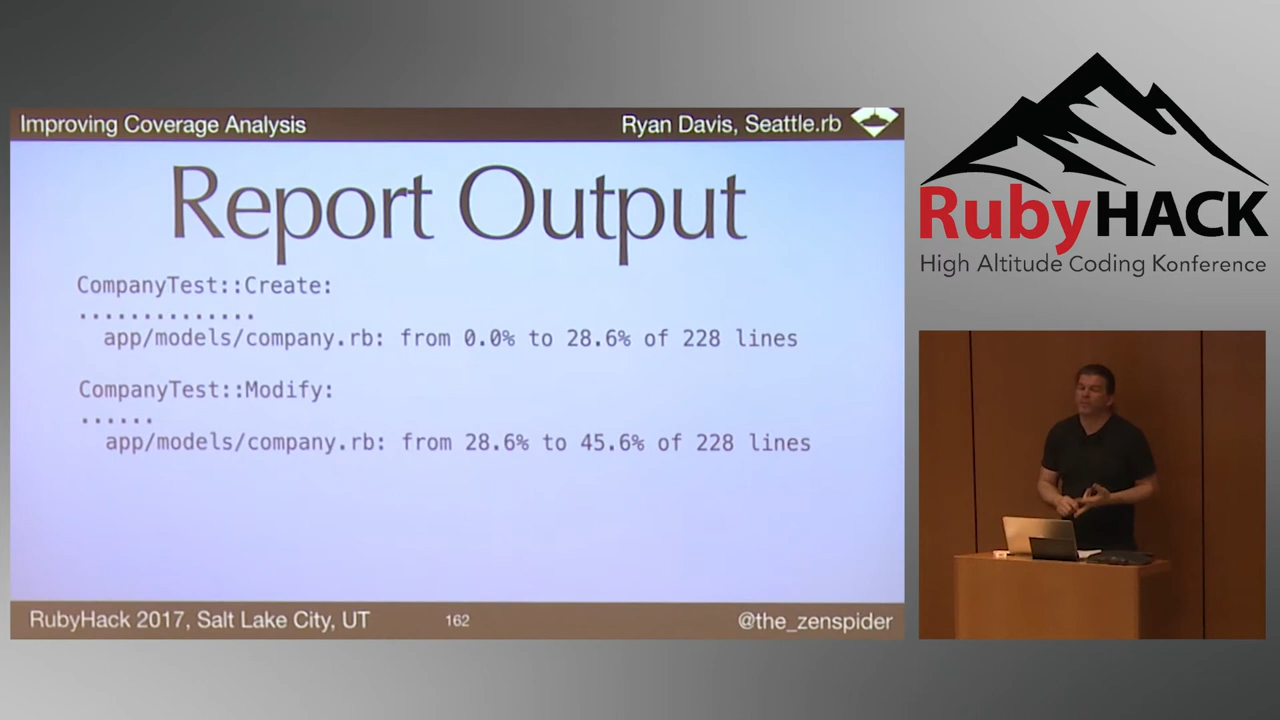 Improving Coverage Analysis
Ryan Davis, Seattle.rb
Report Output
CompanyTest::Create:
..............
app/models/company.rb: from 0.0% to 28.6% of 228 lines
CompanyTest::Modify:
......
app/models/company.rb: from 28.6% to 45.6% of 228 lines
RubyHack 2017, Salt Lake City, UT
162
@the_zenspider
RubyHACK
High Altitude Coding Konference